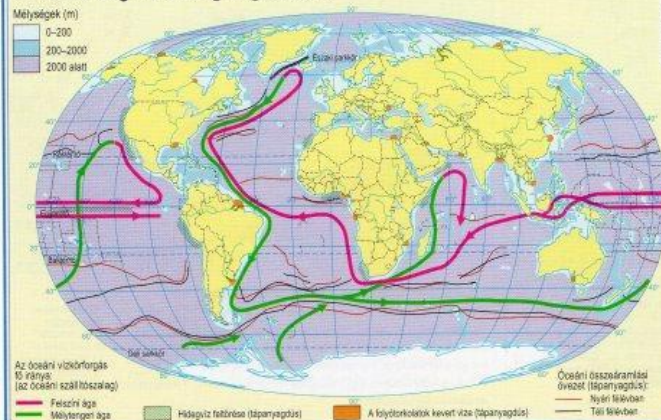 Mélységek (m)
0–200
200–2000
2000 alatt
Északi sarkkör
Ráktérítő
Baktérítő
Déli sarkkör
Az óceáni vízkörforgás
fő iránya:
(az óceáni szállítószalag)
Felszíni ága
Mélytengeri ága
Hidegvíz feltörése (tápanyagdús)
A folyótorkolatok kevert vize (tápanyagdús)
Óceáni összeáramlási
övezet (tápanyagdús):
Nyári félévben
Téli félévben